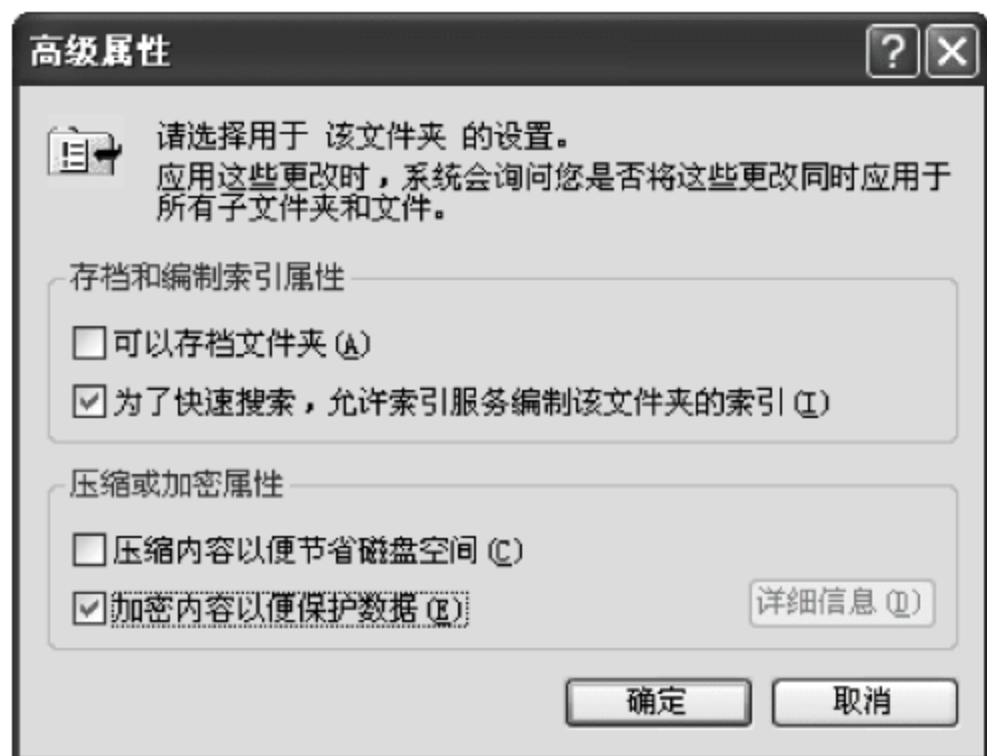 高级属性
请选择用于 该文件夹 的设置。
应用这些更改时，系统会询问您是否将这些更改同时应用于
所有子文件夹和文件。
存档和编制索引属性
可以存档文件夹(A)
为了快速搜索，允许索引服务编制该文件夹的索引(I)
压缩或加密属性
压缩内容以便节省磁盘空间(C)
加密内容以便保护数据(E)
详细信息(D)
确定
取消